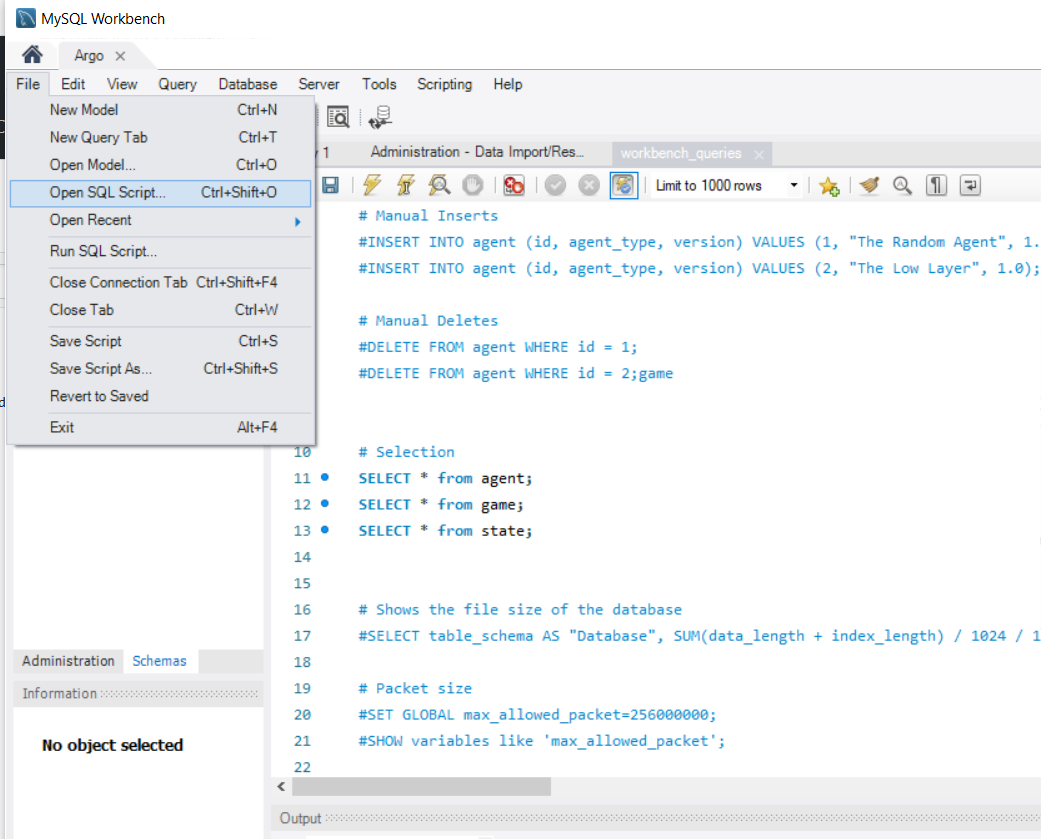 MySQL Workbench
Argo
File Edit View Query Database Server Tools Scripting Help
New Model Ctrl+N
New Query Tab Ctrl+T
Open Model... Ctrl+O
Open SQL Script... Ctrl+Shift+O
Open Recent
Run SQL Script...
Close Connection Tab Ctrl+Shift+F4
Close Tab Ctrl+W
Save Script Ctrl+S
Save Script As... Ctrl+Shift+S
Revert to Saved
Exit Alt+F4
1 Administration - Data Import/Res... workbench_queries
Limit to 1000 rows
# Manual Inserts
#INSERT INTO agent (id, agent_type, version) VALUES (1, "The Random Agent", 1.
#INSERT INTO agent (id, agent_type, version) VALUES (2, "The Low Layer", 1.0);
# Manual Deletes
#DELETE FROM agent WHERE id = 1;
#DELETE FROM agent WHERE id = 2;game
10 # Selection
11 SELECT * from agent;
12 SELECT * from game;
13 SELECT * from state;
14
15
16 # Shows the file size of the database
17 #SELECT table_schema AS "Database", SUM(data_length + index_length) / 1024 / 1
18
19 # Packet size
20 #SET GLOBAL max_allowed_packet=256000000;
21 #SHOW variables like 'max_allowed_packet';
22
Administration Schemas
Information
No object selected
Output